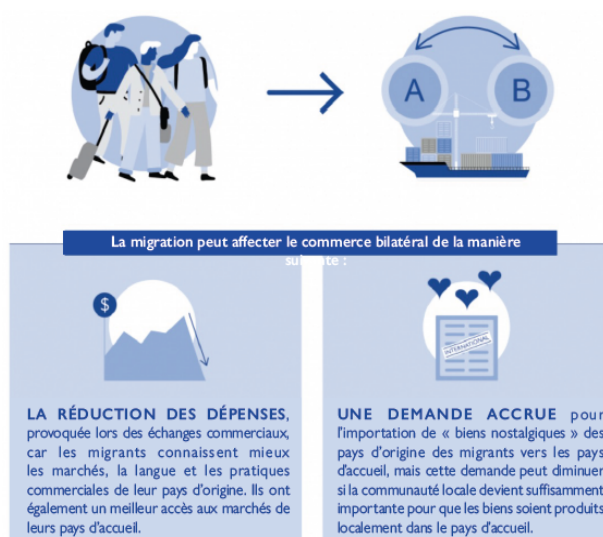 A
B
La migration peut affecter le commerce bilatéral de la manière
suivante :
$
INTERNATIONAL
LA RÉDUCTION DES DÉPENSES,
provoquée lors des échanges commerciaux,
car les migrants connaissent mieux
les marchés, la langue et les pratiques
commerciales de leur pays d'origine. Ils ont
également un meilleur accès aux marchés de
leurs pays d'accueil.
UNE DEMANDE ACCRUE pour
l'importation de « biens nostalgiques » des
pays d'origine des migrants vers les pays
d'accueil, mais cette demande peut diminuer
si la communauté locale devient suffisamment
importante pour que les biens soient produits
localement dans le pays d'accueil.